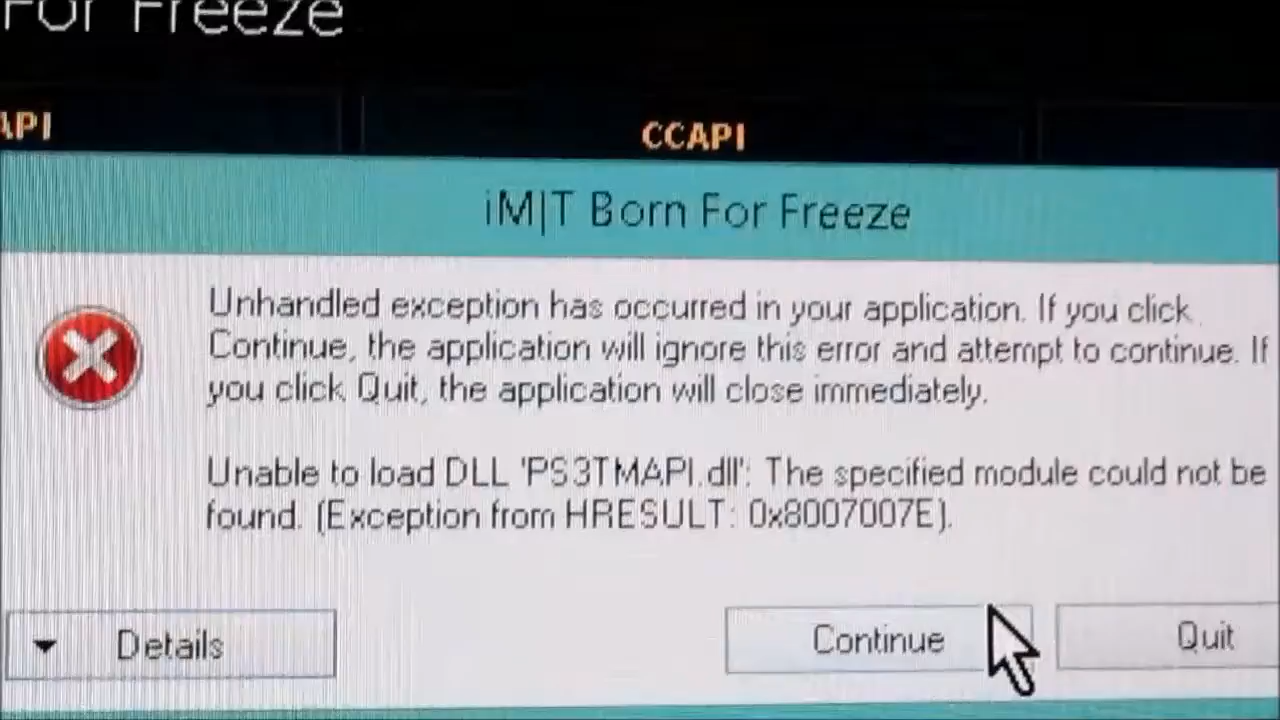 For Freeze
API
CCAPI
iM|T Born For Freeze
Unhandled exception has occurred in your application. If you click
Continue, the application will ignore this error and attempt to continue. If
you click Quit, the application will close immediately.
Unable to load DLL 'PS3TMAPI.dll': The specified module could not be
found. (Exception from HRESULT: 0x8007007E).
Details
Continue
Quit